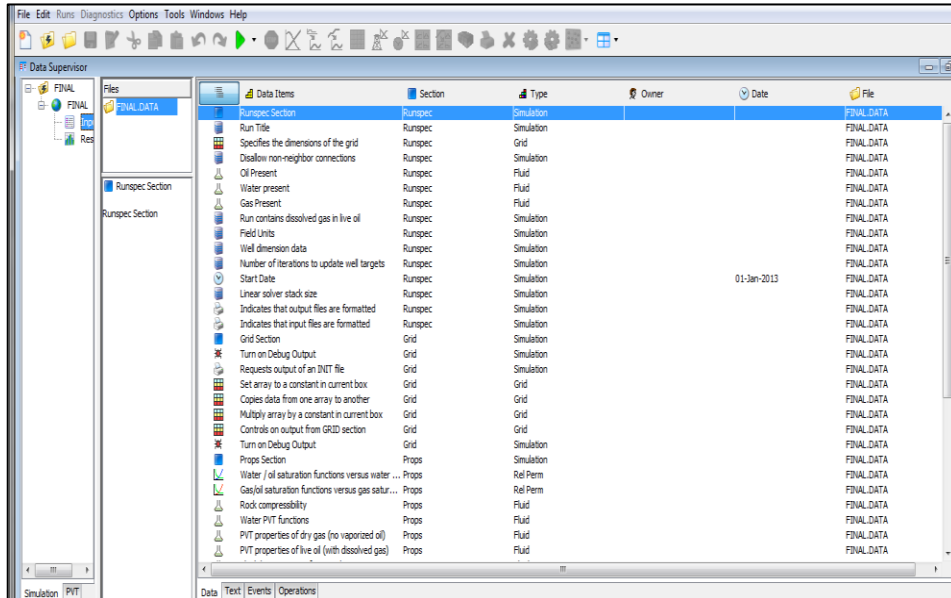 File Edit Runs Diagnostics Options Tools Windows Help
Data Supervisor
FINAL
FINAL
Inpu
Res
Simulation PVT
Files
FINAL.DATA
Runspec Section
Runspec Section
Data Items Section Type Owner Date File
Runspec Section Runspec Simulation FINAL.DATA
Run Title Runspec Simulation FINAL.DATA
Specifies the dimensions of the grid Runspec Grid FINAL.DATA
Disallow non-neighbor connections Runspec Simulation FINAL.DATA
Oil Present Runspec Fluid FINAL.DATA
Water present Runspec Fluid FINAL.DATA
Gas Present Runspec Fluid FINAL.DATA
Run contains dissolved gas in live oil Runspec Simulation FINAL.DATA
Field Units Runspec Simulation FINAL.DATA
Well dimension data Runspec Simulation FINAL.DATA
Number of iterations to update well targets Runspec Simulation FINAL.DATA
Start Date Runspec Simulation 01-Jan-2013 FINAL.DATA
Linear solver stack size Runspec Simulation FINAL.DATA
Indicates that output files are formatted Runspec Simulation FINAL.DATA
Indicates that input files are formatted Runspec Simulation FINAL.DATA
Grid Section Grid Simulation FINAL.DATA
Turn on Debug Output Grid Simulation FINAL.DATA
Requests output of an INIT file Grid Simulation FINAL.DATA
Set array to a constant in current box Grid Grid FINAL.DATA
Copies data from one array to another Grid Grid FINAL.DATA
Multiply array by a constant in current box Grid Grid FINAL.DATA
Controls on output from GRID section Grid Grid FINAL.DATA
Turn on Debug Output Grid Simulation FINAL.DATA
Props Section Props Simulation FINAL.DATA
Water / oil saturation functions versus water ... Props Rel Perm FINAL.DATA
Gas/oil saturation functions versus gas satur... Props Rel Perm FINAL.DATA
Rock compressibility Props Fluid FINAL.DATA
Water PVT functions Props Fluid FINAL.DATA
PVT properties of dry gas (no vaporized oil) Props Fluid FINAL.DATA
PVT properties of live oil (with dissolved gas) Props Fluid FINAL.DATA
Data Text Events Operations